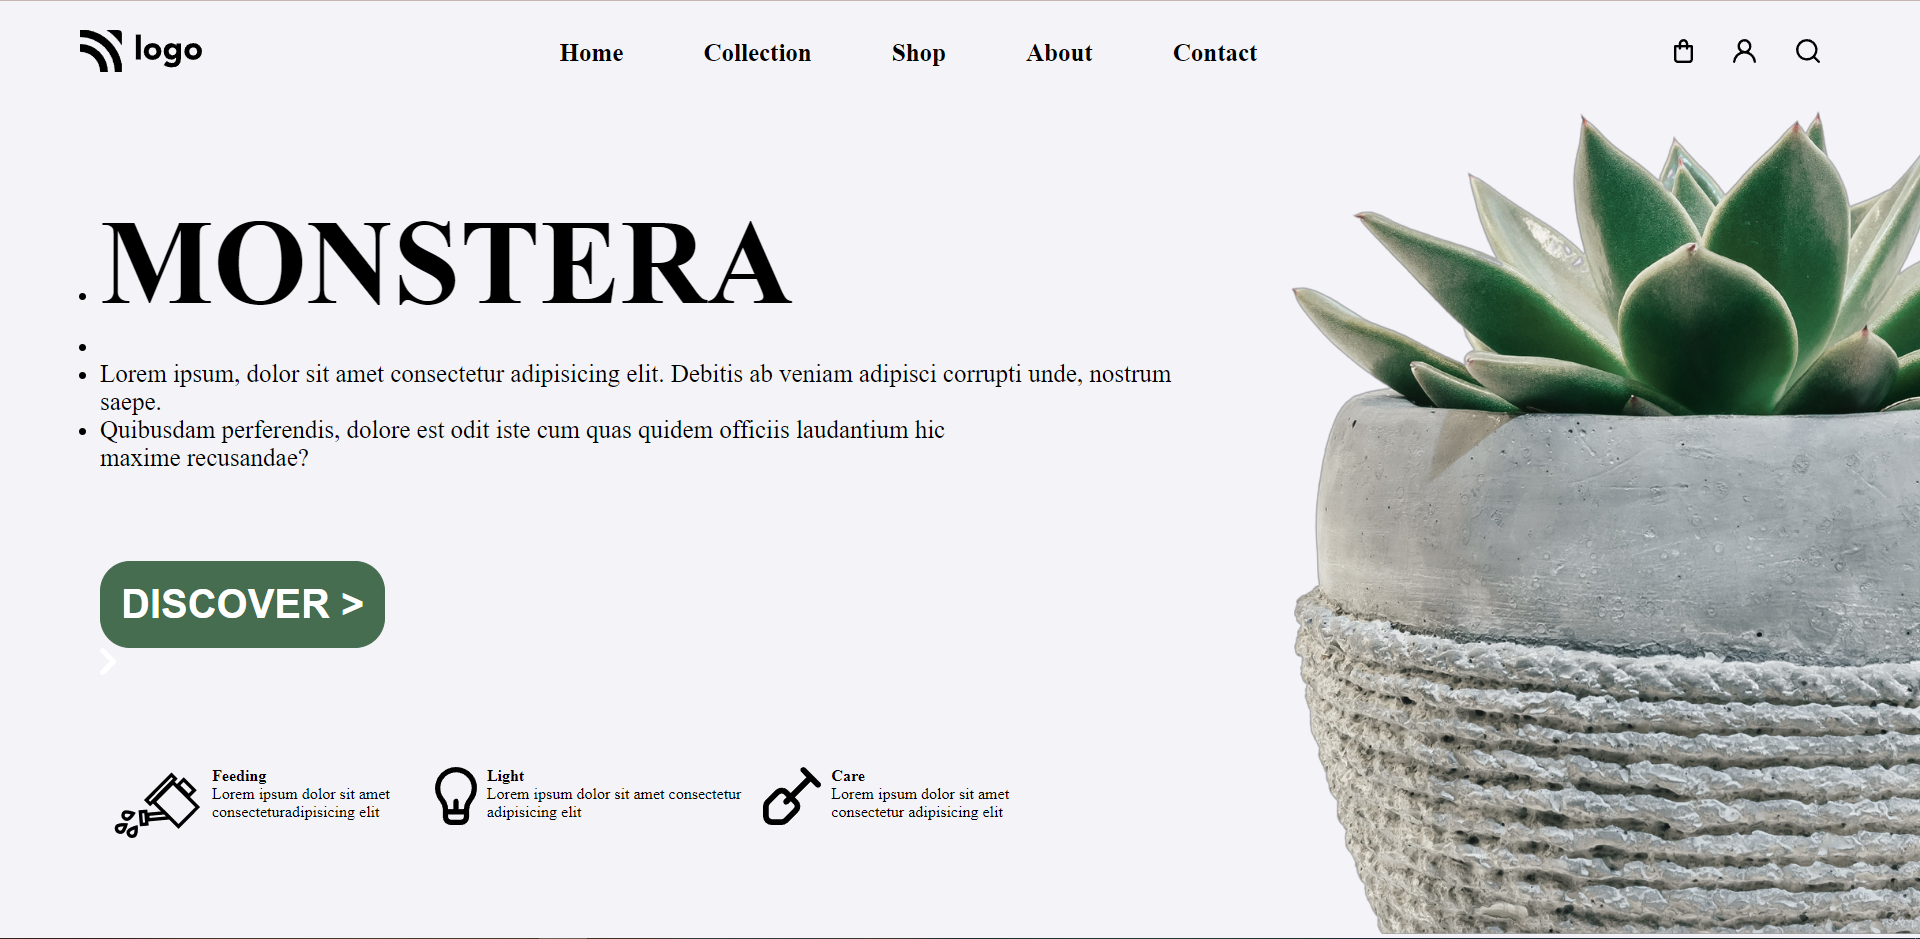 logo
Home Collection Shop About Contact
MONSTERA
Lorem ipsum, dolor sit amet consectetur adipisicing elit. Debitis ab veniam adipisci corrupti unde, nostrum
saepe.
Quibusdam perferendis, dolore est odit iste cum quas quidem officiis laudantium hic
maxime recusandae?
DISCOVER >
Feeding
Lorem ipsum dolor sit amet
consecteturadipisicing elit
Light
Lorem ipsum dolor sit amet consectetur
adipisicing elit
Care
Lorem ipsum dolor sit amet
consectetur adipisicing elit